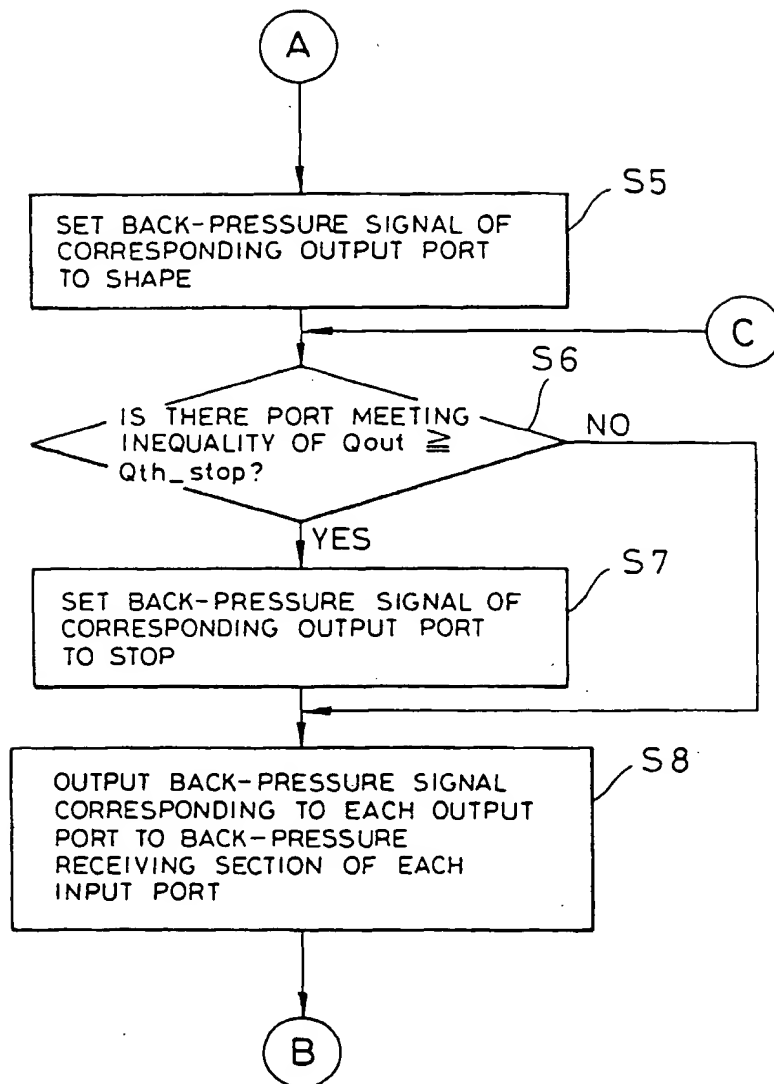 A
S5
SET BACK-PRESSURE SIGNAL OF
CORRESPONDING OUTPUT PORT
TO SHAPE
C
S6
IS THERE PORT MEETING
INEQUALITY OF Qout ≧
Qth_stop?
NO
YES
S7
SET BACK-PRESSURE SIGNAL OF
CORRESPONDING OUTPUT PORT
TO STOP
S8
OUTPUT BACK-PRESSURE SIGNAL
CORRESPONDING TO EACH OUTPUT
PORT TO BACK-PRESSURE
RECEIVING SECTION OF EACH
INPUT PORT
B